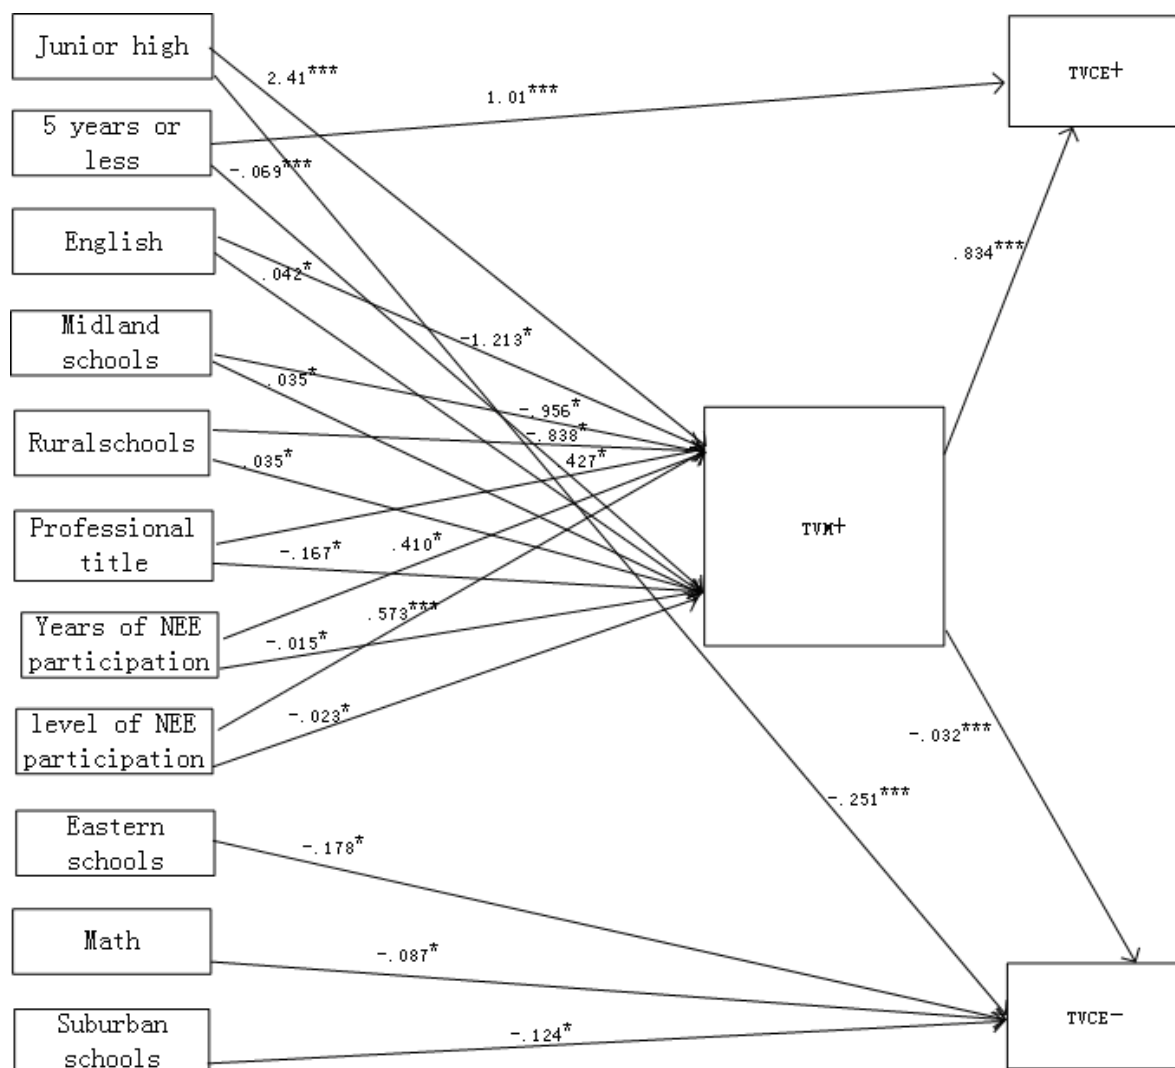 Junior high
TVCE+
2.41***
1.01***
5 years or
less
-.069***
English
.834***
.042*
Midland
schools
-1.213*
.035*
-.956*
Ruralschools
-.838*
.035*
.427*
Professional
title
TVM+
.410*
-.167*
.573***
Years of NEE
participation
-.015*
level of NEE
participation
-.023*
-.032***
-.251***
Eastern
schools
-.178*
Math
-.087*
TVCE-
Suburban
schools
-.124*